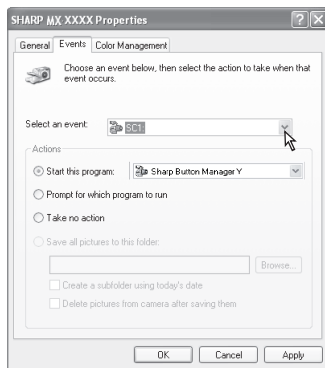 SHARP MX XXXX Properties
General Events Color Management
Choose an event below, then select the action to take when that
event occurs.
Select an event: SC1:
Actions
Start this program: Sharp Button Manager Y
Prompt for which program to run
Take no action
Save all pictures to this folder:
Browse...
Create a subfolder using today's date
Delete pictures from camera after saving them
OK Cancel Apply